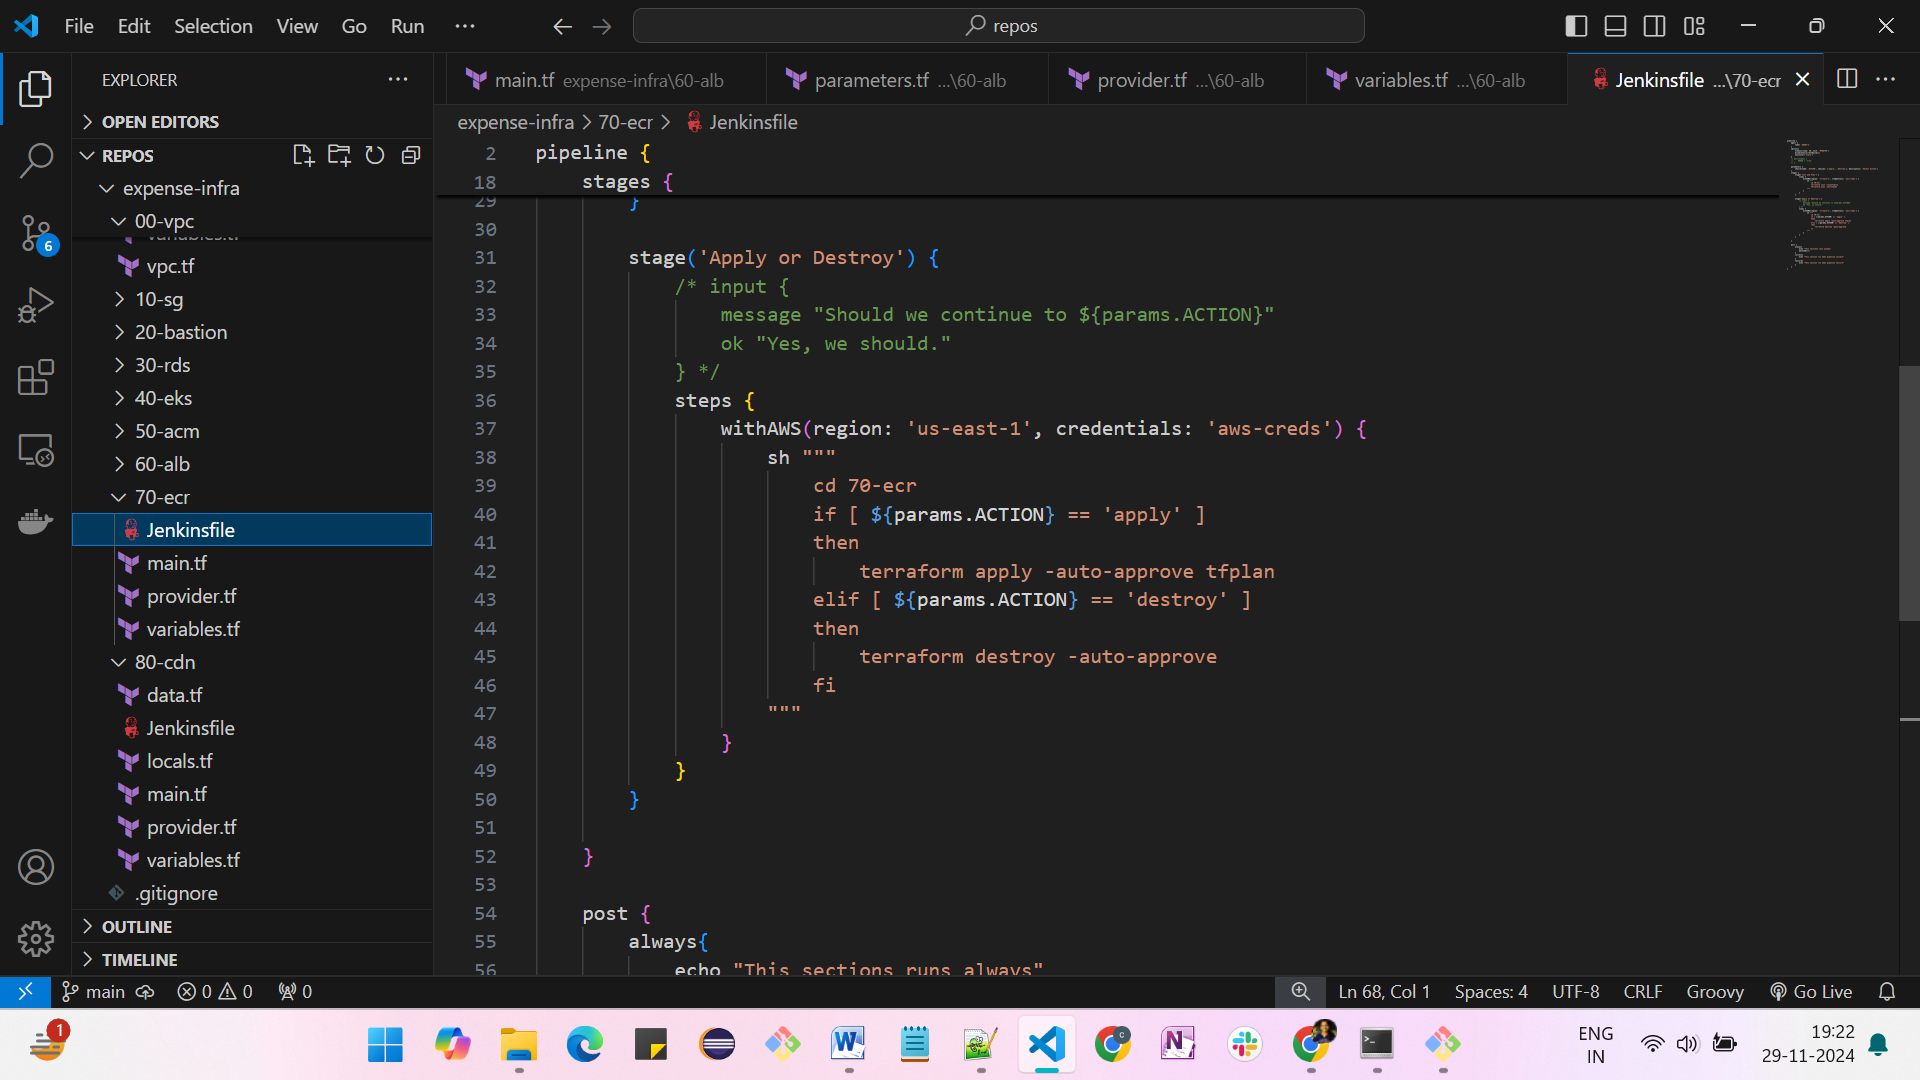 File Edit Selection View Go Run ··· repos
EXPLORER ···
OPEN EDITORS
REPOS
expense-infra
00-vpc
variables.tf
vpc.tf
10-sg
20-bastion
30-rds
40-eks
50-acm
60-alb
70-ecr
Jenkinsfile
main.tf
provider.tf
variables.tf
80-cdn
data.tf
Jenkinsfile
locals.tf
main.tf
provider.tf
variables.tf
.gitignore
OUTLINE
TIMELINE
6
main.tf expense-infra\60-alb parameters.tf ...\60-alb provider.tf ...\60-alb variables.tf ...\60-alb Jenkinsfile ...\70-ecr
expense-infra > 70-ecr > Jenkinsfile
2 pipeline {
18 stages {
29 }
30
31 stage('Apply or Destroy') {
32 /* input {
33 message "Should we continue to ${params.ACTION}"
34 ok "Yes, we should."
35 } */
36 steps {
37 withAWS(region: 'us-east-1', credentials: 'aws-creds') {
38 sh """
39 cd 70-ecr
40 if [ ${params.ACTION} == 'apply' ]
41 then
42 terraform apply -auto-approve tfplan
43 elif [ ${params.ACTION} == 'destroy' ]
44 then
45 terraform destroy -auto-approve
46 fi
47 """
48 }
49 }
50 }
51
52 }
53
54 post {
55 always{
56 echo "This sections runs always"
main 0 0 0 Ln 68, Col 1 Spaces: 4 UTF-8 CRLF Groovy Go Live
1
ENG
IN
19:22
29-11-2024